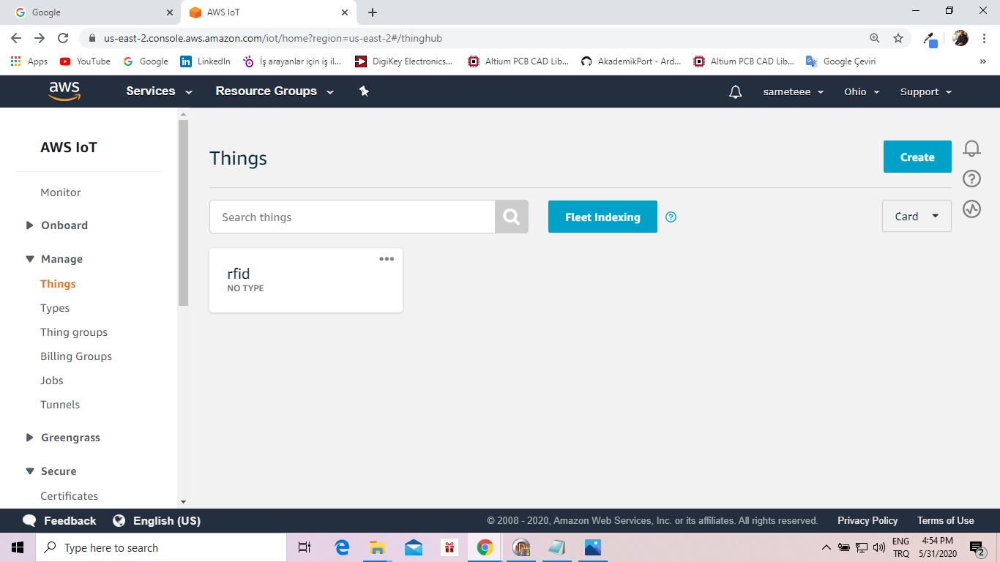 Google
AWS IoT
us-east-2.console.aws.amazon.com/iot/home?region=us-east-2#/thinghub
Apps YouTube Google LinkedIn İş arayanlar için iş il... DigiKey Electronics... Altium PCB CAD Lib... AkademikPort - Ard... Altium PCB CAD Lib... Google Çeviri »
aws Services Resource Groups sameteee Ohio Support
AWS IoT
Monitor
Onboard
Manage
Things
Types
Thing groups
Billing Groups
Jobs
Tunnels
Greengrass
Secure
Certificates
Things
Create
Search things
Fleet Indexing
Card
rfid
NO TYPE
Feedback English (US) © 2008 - 2020, Amazon Web Services, Inc. or its affiliates. All rights reserved. Privacy Policy Terms of Use
Type here to search
ENG
TRQ
4:54 PM
5/31/2020
2